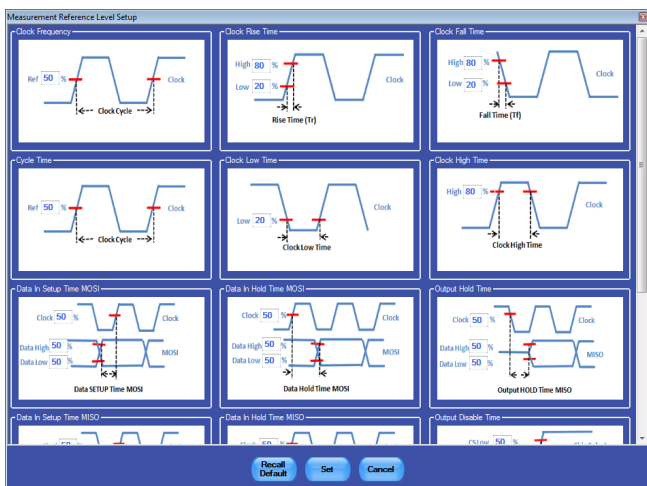 Measurement Reference Level Setup
Clock Frequency
Ref 50 %
Clock
Clock Cycle
Clock Rise Time
High 80 %
Low 20 %
Clock
Rise Time (Tr)
Clock Fall Time
High 80 %
Low 20 %
Clock
Fall Time (Tf)
Cycle Time
Ref 50 %
Clock
Clock Cycle
Clock Low Time
Low 20 %
Clock
Clock Low Time
Clock High Time
High 80 %
Clock
Clock High Time
Data In Setup Time MOSI
Clock 50 %
Clock
Data High 50 %
Data Low 50 %
MOSI
Data SETUP Time MOSI
Data In Hold Time MOSI
Clock 50 %
Clock
Data High 50 %
Data Low 50 %
MOSI
Data Hold Time MOSI
Output Hold Time
Clock 50 %
Clock
Data High 50 %
Data Low 50 %
MISO
Output HOLD Time MISO
Data In Setup Time MISO
Data In Hold Time MISO
Output Disable Time
CS Low 50 %
Recall
Default
Set
Cancel